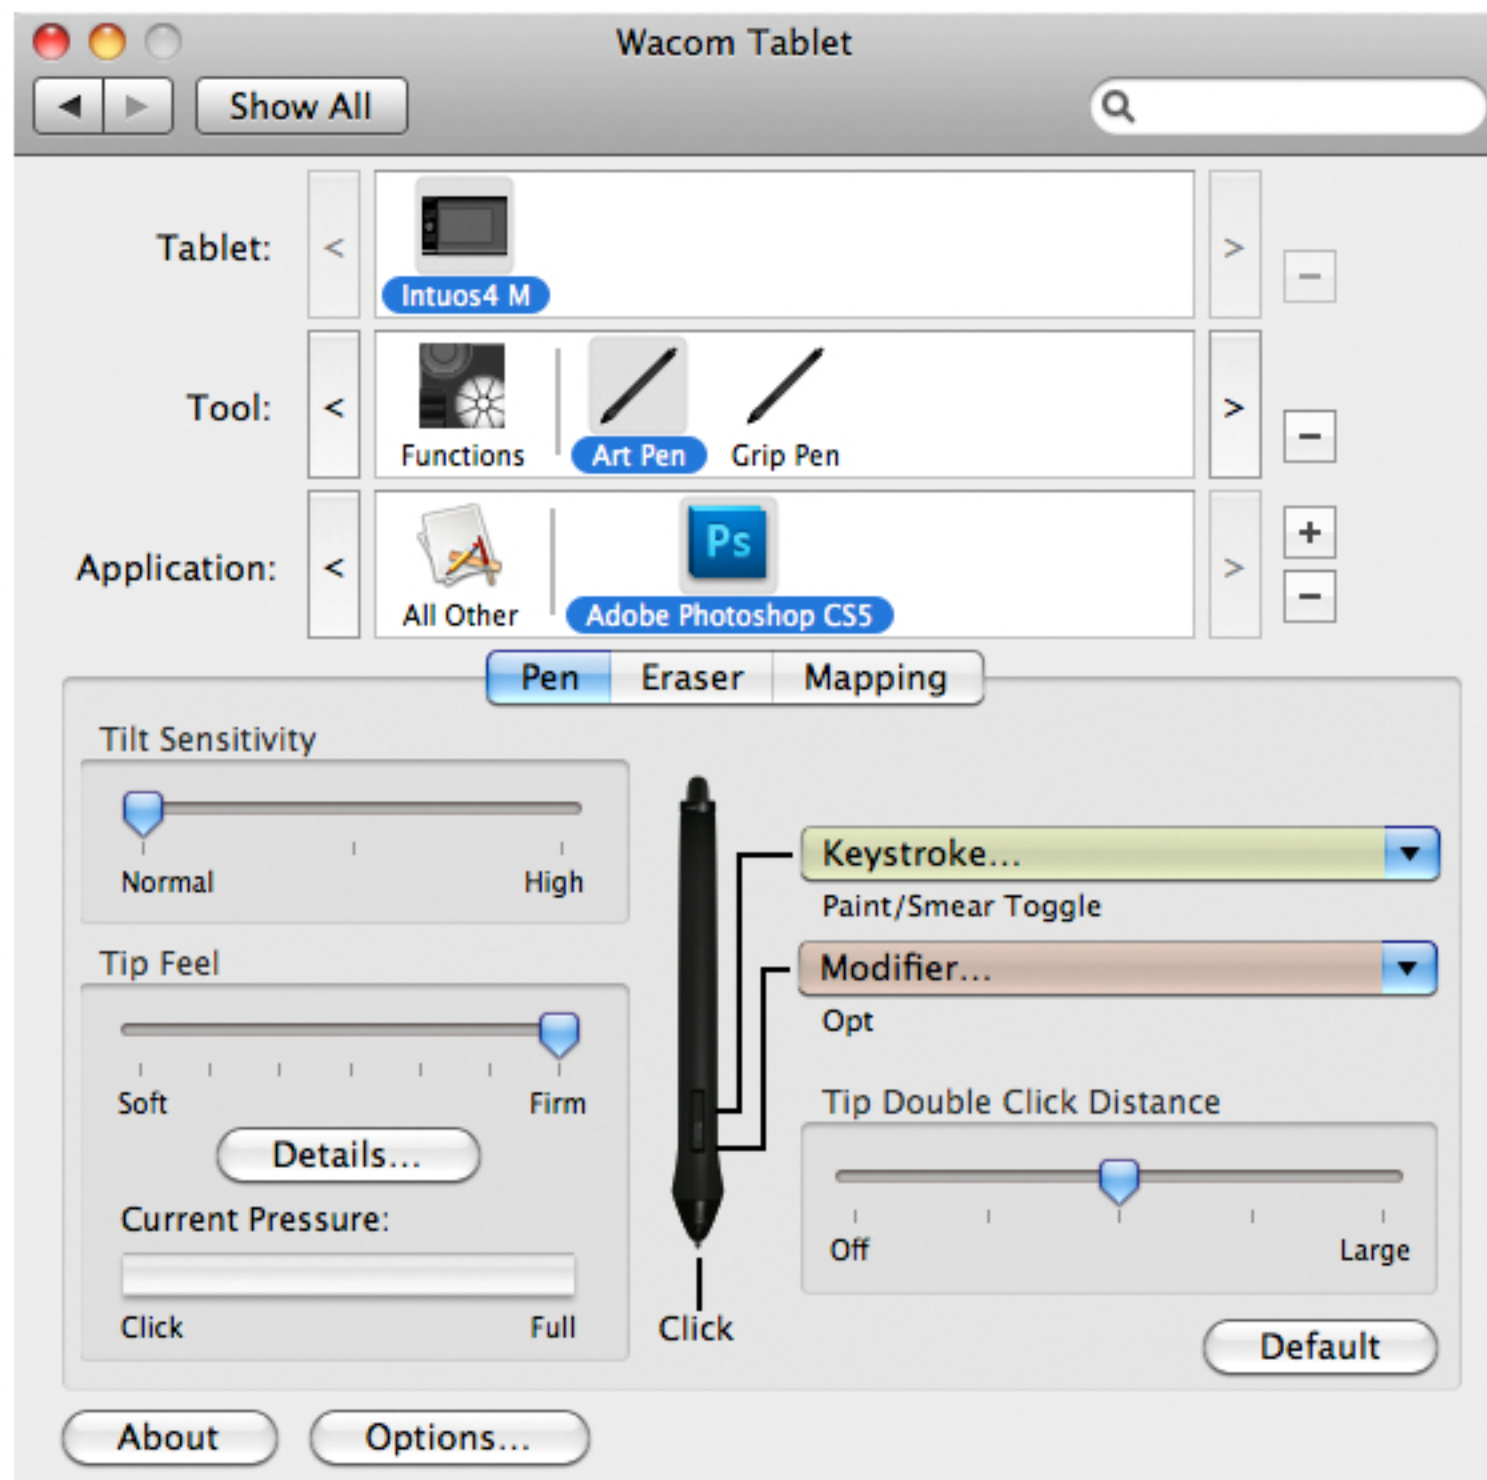 Wacom Tablet
Show All
Tablet:
<
Intuos4 M
>
−
Tool:
<
Functions
Art Pen
Grip Pen
>
−
Application:
<
All Other
Ps
Adobe Photoshop CS5
>
+
−
Pen
Eraser
Mapping
Tilt Sensitivity
Normal
High
Tip Feel
Soft
Firm
Details...
Current Pressure:
Click
Full
Click
Keystroke...
Paint/Smear Toggle
Modifier...
Opt
Tip Double Click Distance
Off
Large
Default
About
Options...